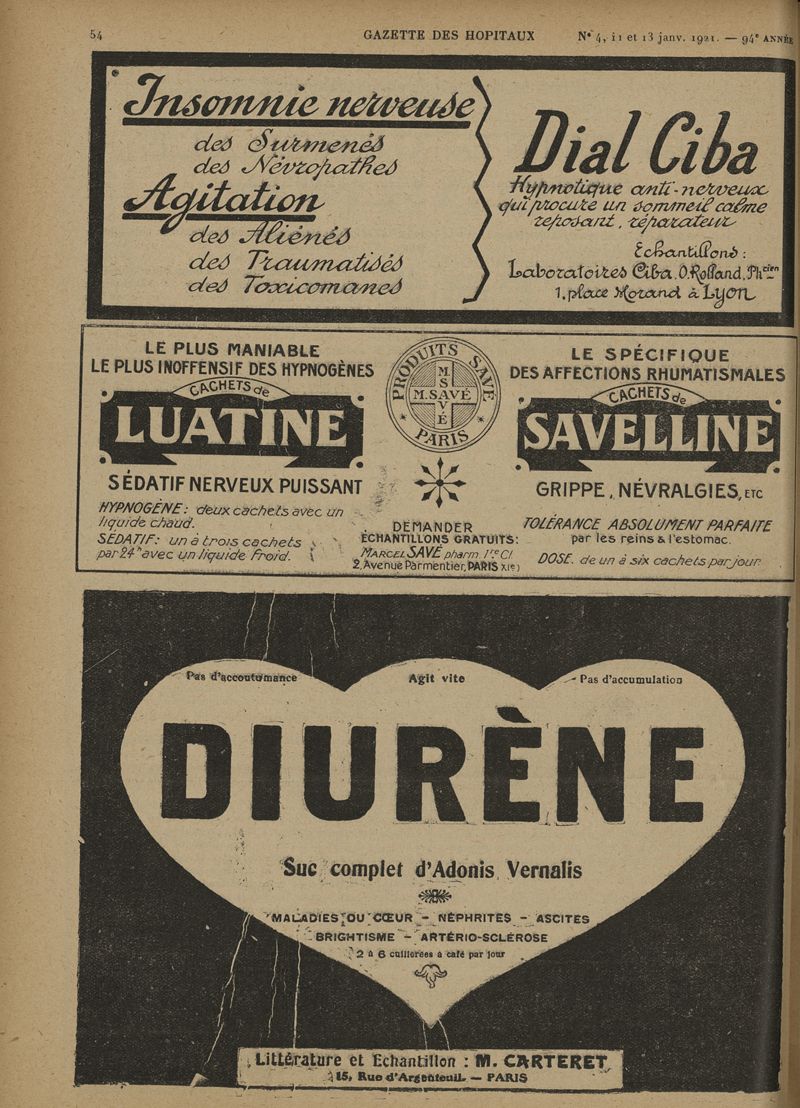 54 GAZETTE DES HOPITAUX N° 4, 11 et 13 janv. 1921. — 94e ANNÉE
Insomnie nerveuse
des Surmenés
des Névropathes
Agitation
des Aliénés
des Traumatisés
des Toxicomanes
Dial Ciba
Hypnotique anti-nerveux
qui procure un sommeil calme
reposant, réparateur
Echantillons :
Laboratoires Ciba. O. Rolland, Phcien
1, place Morand à LYON
LE PLUS MANIABLE
LE PLUS INOFFENSIF DES HYPNOGÈNES
CACHETS de
LUATINE
SÉDATIF NERVEUX PUISSANT
HYPNOGÈNE: deux cachets avec un
liquide chaud.
SÉDATIF: un à trois cachets
par 24h avec un liquide froid.
PRODUITS SAVÉ
M. SAVÉ
M SAVÉ
PARIS
DEMANDER
ÉCHANTILLONS GRATUITS:
MARCEL SAVÉ pharm. 1re Cl.
2, Avenue Parmentier, PARIS XIe)
LE SPÉCIFIQUE
DES AFFECTIONS RHUMATISMALES
CACHETS de
SAVELLINE
GRIPPE, NÉVRALGIES, ETC
TOLÉRANCE ABSOLUMENT PARFAITE
par les reins & l'estomac.
DOSE. de un à six cachets par jour
Pas d'accoutumance Agit vite Pas d'accumulation
DIURÈNE
Suc complet d'Adonis Vernalis
MALADIES DU CŒUR - NÉPHRITES - ASCITES
BRIGHTISME - ARTÉRIO-SCLÉROSE
2 à 6 cuillerées à café par jour
Littérature et Echantillon : M. CARTERET
15, Rue d'Argenteuil. — PARIS